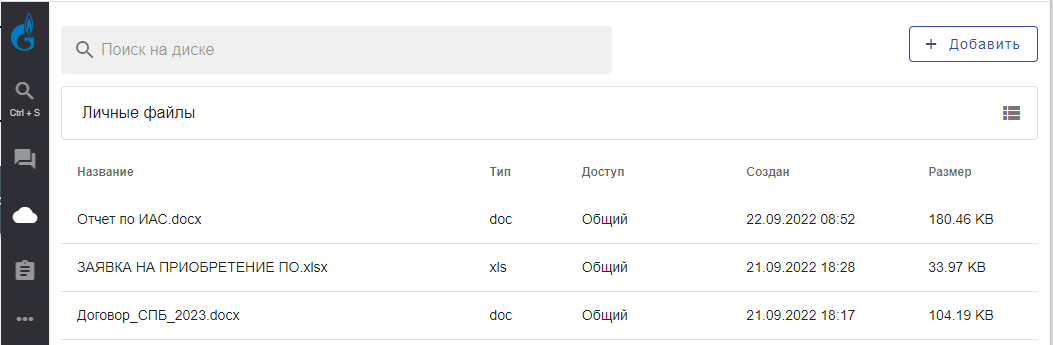 Поиск на диске
+ Добавить
Ctrl + S
Личные файлы
Название Тип Доступ Создан Размер
Отчет по ИАС.docx doc Общий 22.09.2022 08:52 180.46 KB
ЗАЯВКА НА ПРИОБРЕТЕНИЕ ПО.xlsx xls Общий 21.09.2022 18:28 33.97 KB
Договор_СПБ_2023.docx doc Общий 21.09.2022 18:17 104.19 KB